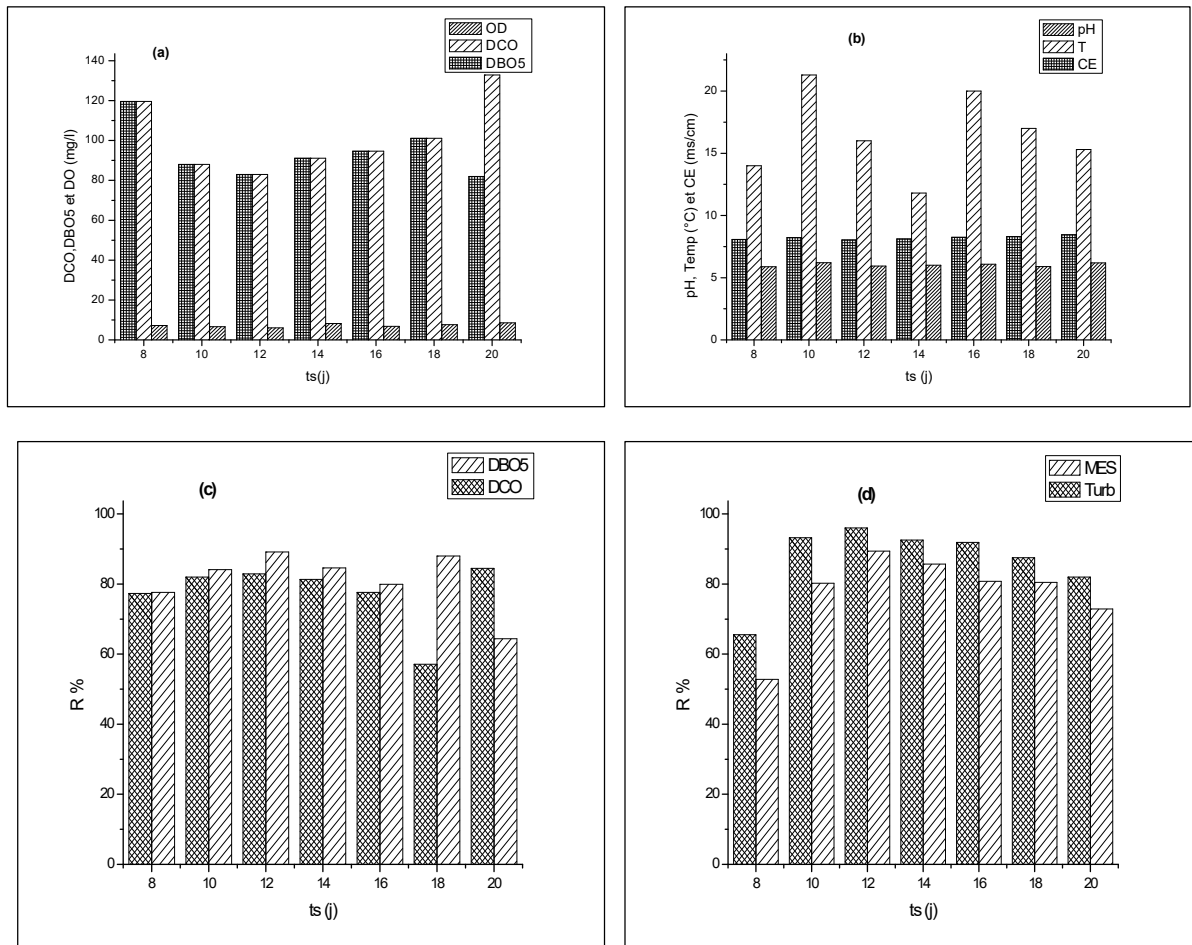 (a)
OD
DCO
DBO5
DCO,DBO5 et DO (mg/l)
140
120
100
80
60
40
20
0
8 10 12 14 16 18 20
ts(j)
(b)
pH
T
CE
pH, Temp (°C) et CE (ms/cm)
20
15
10
5
0
8 10 12 14 16 18 20
ts (j)
(c)
DBO5
DCO
R %
100
80
60
40
20
0
8 10 12 14 16 18 20
ts (j)
(d)
MES
Turb
R %
100
80
60
40
20
0
8 10 12 14 16 18 20
ts (j)